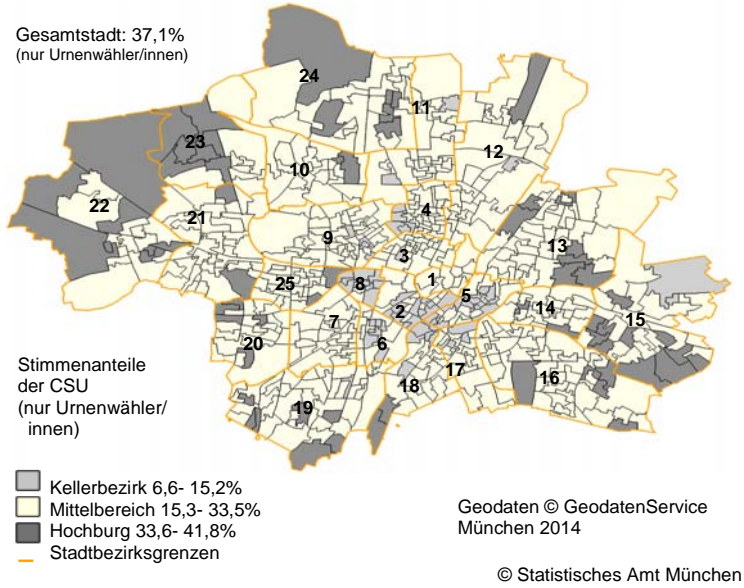 Gesamtstadt: 37,1%
(nur Urnenwähler/innen)
24
11
23
12
10
22
21
4
9
13
3
25
8
1
5
2
14
7
15
20
6
17
16
18
19
Stimmenanteile
der CSU
(nur Urnenwähler/
innen)
Kellerbezirk 6,6- 15,2%
Mittelbereich 15,3- 33,5%
Hochburg 33,6- 41,8%
Stadtbezirksgrenzen
Geodaten © GeodatenService
München 2014
© Statistisches Amt München